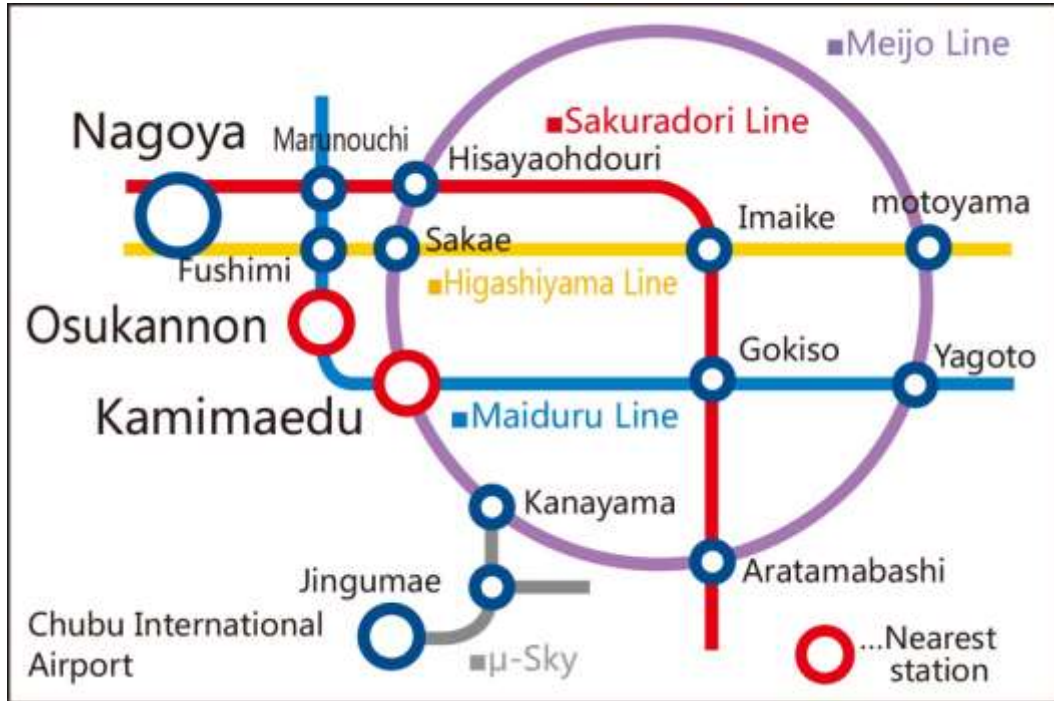 ■Meijo Line
■Sakuradori Line
Nagoya
Marunouchi
Hisayaohdouri
Imaike
motoyama
Fushimi
Sakae
■Higashiyama Line
Osukannon
Gokiso
Yagoto
Kamimaedu
■Maiduru Line
Kanayama
Jingumae
Aratamabashi
Chubu International
Airport
■μ-Sky
...Nearest
station